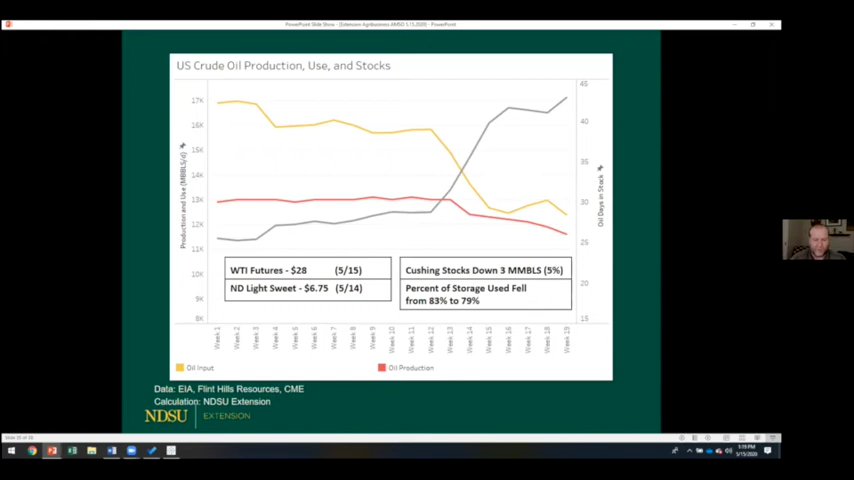 PowerPoint Slide Show - [Extension Agribusiness AMSO 5.15.2020] - PowerPoint
US Crude Oil Production, Use, and Stocks
17K
16K
15K
14K
13K
12K
11K
10K
9K
8K
Production and Use (MBBLS/d)
45
40
35
30
25
20
15
Oil Days in Stock
WTI Futures - $28 (5/15)
ND Light Sweet - $6.75 (5/14)
Cushing Stocks Down 3 MMBLS (5%)
Percent of Storage Used Fell
from 83% to 79%
Week 1
Week 2
Week 3
Week 4
Week 5
Week 6
Week 7
Week 8
Week 9
Week 10
Week 11
Week 12
Week 13
Week 14
Week 15
Week 16
Week 17
Week 18
Week 19
Oil Input
Oil Production
Data: EIA, Flint Hills Resources, CME
Calculation: NDSU Extension
NDSU EXTENSION
5:19 PM
5/15/2020